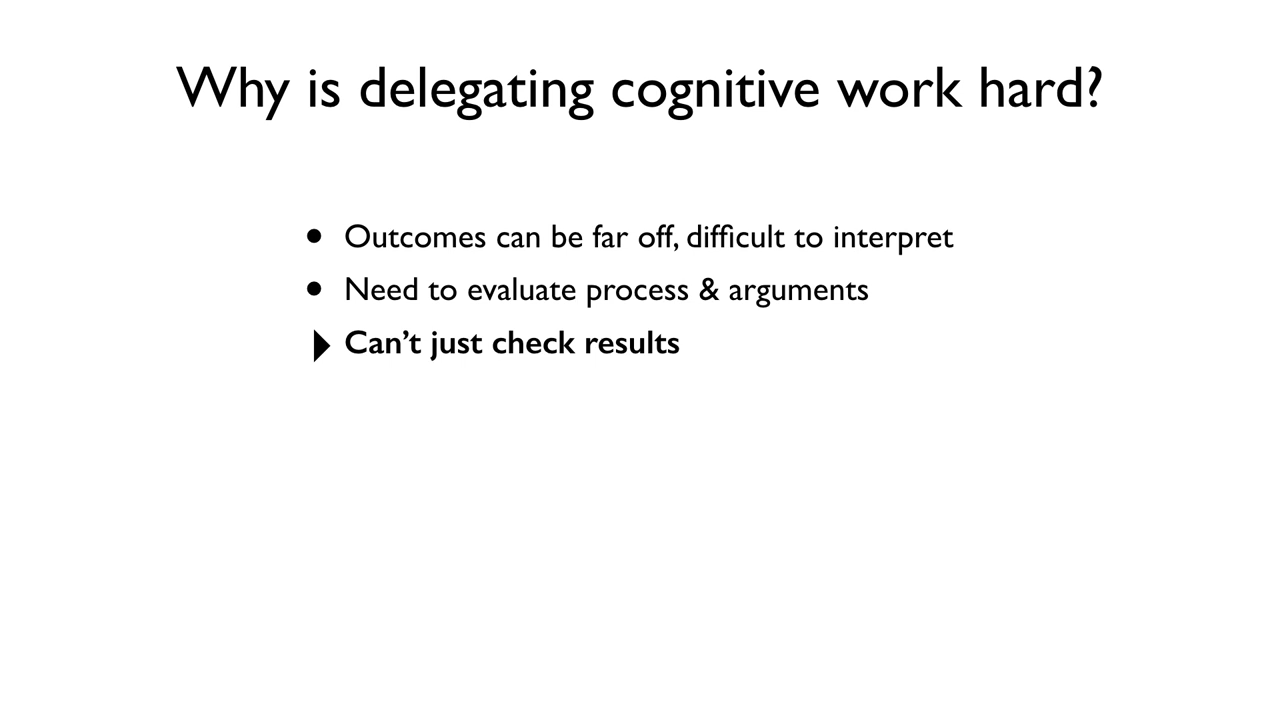 Why is delegating cognitive work hard?
• Outcomes can be far off, difficult to interpret
• Need to evaluate process & arguments
▶ Can’t just check results